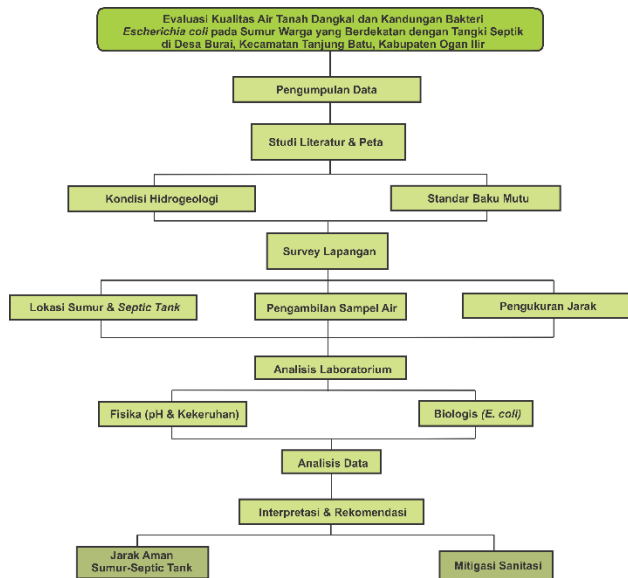 Evaluasi Kualitas Air Tanah Dangkal dan Kandungan Bakteri
Escherichia coli pada Sumur Warga yang Berdekatan dengan Tangki Septik
di Desa Burai, Kecamatan Tanjung Batu, Kabupaten Ogan Ilir
Pengumpulan Data
Studi Literatur & Peta
Kondisi Hidrogeologi
Standar Baku Mutu
Survey Lapangan
Lokasi Sumur & Septic Tank
Pengambilan Sampel Air
Pengukuran Jarak
Analisis Laboratorium
Fisika (pH & Kekeruhan)
Biologis (E. coli)
Analisis Data
Interpretasi & Rekomendasi
Jarak Aman
Sumur-Septic Tank
Mitigasi Sanitasi